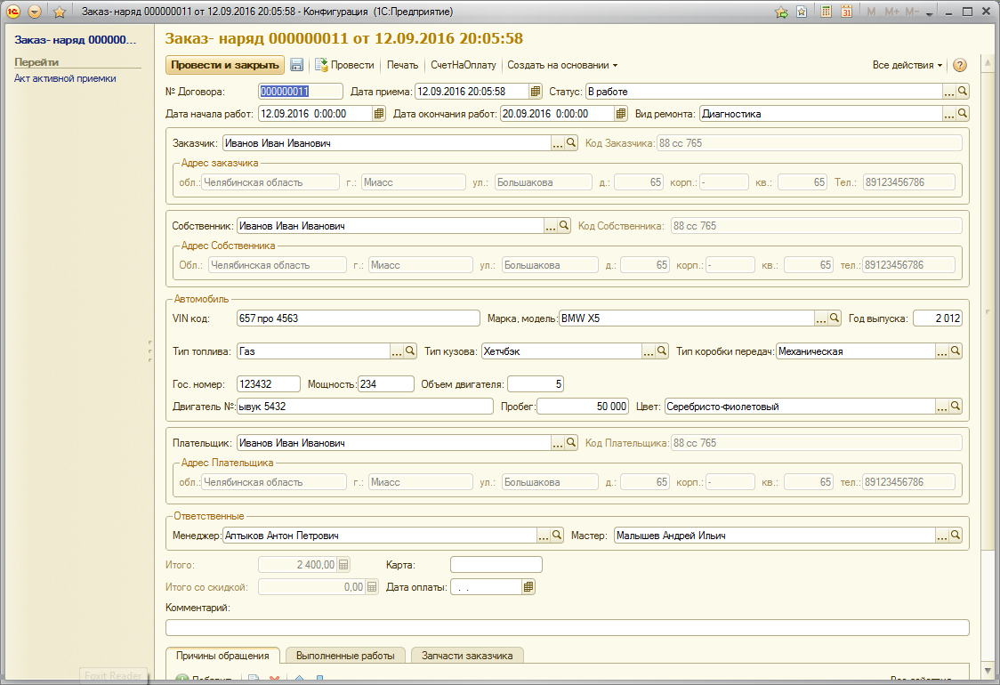 Заказ- наряд 000000011 от 12.09.2016 20:05:58 - Конфигурация (1С:Предприятие)
31 M M+ M-
Заказ- наряд 000000...
Перейти
Акт активной приемки
Заказ- наряд 000000011 от 12.09.2016 20:05:58
Провести и закрыть Провести Печать СчетНаОплату Создать на основании Все действия ?
№ Договора: 000000011 Дата приема: 12.09.2016 20:05:58 Статус: В работе ...
Дата начала работ: 12.09.2016 0:00:00 Дата окончания работ: 20.09.2016 0:00:00 Вид ремонта: Диагностика ...
Заказчик: Иванов Иван Иванович ... Код Заказчика: 88 сс 765
Адрес заказчика
обл.: Челябинская область г.: Миасс ул.: Большакова д.: 65 корп.: - кв.: 65 Тел.: 89123456786
Собственник: Иванов Иван Иванович ... Код Собственника: 88 сс 765
Адрес Собственника
Обл.: Челябинская область г.: Миасс ул.: Большакова д.: 65 корп.: - кв.: 65 тел.: 89123456786
Автомобиль
VIN код: 657 про 4563 Марка, модель: BMW X5 ... Год выпуска: 2 012
Тип топлива: Газ ... Тип кузова: Хетчбэк ... Тип коробки передач: Механическая ...
Гос. номер: 123432 Мощность: 234 Объем двигателя: 5
Двигатель №: ывук 5432 Пробег: 50 000 Цвет: Серебристо-фиолетовый ...
Плательщик: Иванов Иван Иванович ... Код Плательщика: 88 сс 765
Адрес Плательщика
обл.: Челябинская область г.: Миасс ул.: Большакова д.: 65 корп.: - кв.: 65 тел.: 89123456786
Ответственные
Менеджер: Аптыков Антон Петрович ... Мастер: Малышев Андрей Ильич ...
Итого: 2 400,00 Карта:
Итого со скидкой: 0,00 Дата оплаты: . .
Комментарий:
Причины обращения Выполненные работы Запчасти заказчика
Добавить Все действия
Foxit Reader